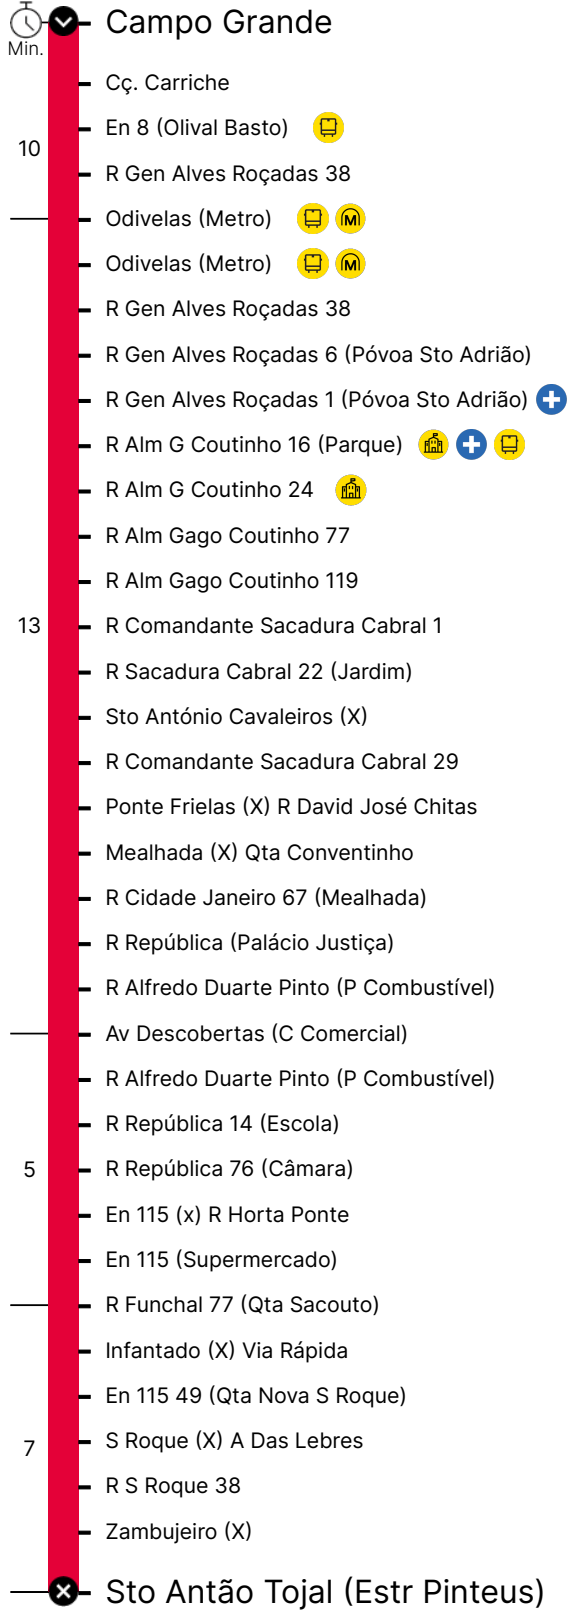 Campo Grande
Min.
Cç. Carriche
En 8 (Olival Basto)
10
R Gen Alves Roçadas 38
Odivelas (Metro) M
Odivelas (Metro) M
R Gen Alves Roçadas 38
R Gen Alves Roçadas 6 (Póvoa Sto Adrião)
R Gen Alves Roçadas 1 (Póvoa Sto Adrião)
R Alm G Coutinho 16 (Parque)
R Alm G Coutinho 24
R Alm Gago Coutinho 77
R Alm Gago Coutinho 119
13
R Comandante Sacadura Cabral 1
R Sacadura Cabral 22 (Jardim)
Sto António Cavaleiros (X)
R Comandante Sacadura Cabral 29
Ponte Frielas (X) R David José Chitas
Mealhada (X) Qta Conventinho
R Cidade Janeiro 67 (Mealhada)
R República (Palácio Justiça)
R Alfredo Duarte Pinto (P Combustível)
Av Descobertas (C Comercial)
R Alfredo Duarte Pinto (P Combustível)
R República 14 (Escola)
5
R República 76 (Câmara)
En 115 (x) R Horta Ponte
En 115 (Supermercado)
R Funchal 77 (Qta Sacouto)
Infantado (X) Via Rápida
En 115 49 (Qta Nova S Roque)
7
S Roque (X) A Das Lebres
R S Roque 38
Zambujeiro (X)
Sto Antão Tojal (Estr Pinteus)